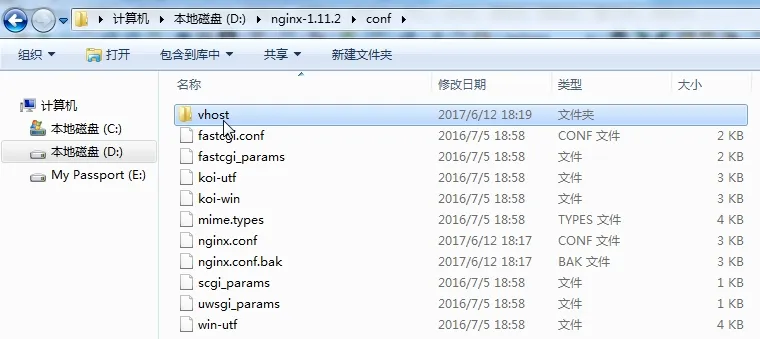 计算机 本地磁盘 (D:) nginx-1.11.2 conf
组织 打开 包含到库中 共享 新建文件夹
名称 修改日期 类型 大小
计算机
本地磁盘 (C:)
本地磁盘 (D:)
My Passport (E:)
vhost 2017/6/12 18:19 文件夹
fastcgi.conf 2016/7/5 18:58 CONF 文件 2 KB
fastcgi_params 2016/7/5 18:58 文件 2 KB
koi-utf 2016/7/5 18:58 文件 3 KB
koi-win 2016/7/5 18:58 文件 3 KB
mime.types 2016/7/5 18:58 TYPES 文件 4 KB
nginx.conf 2017/6/12 18:17 CONF 文件 3 KB
nginx.conf.bak 2017/6/12 18:17 BAK 文件 3 KB
scgi_params 2016/7/5 18:58 文件 1 KB
uwsgi_params 2016/7/5 18:58 文件 1 KB
win-utf 2016/7/5 18:58 文件 4 KB